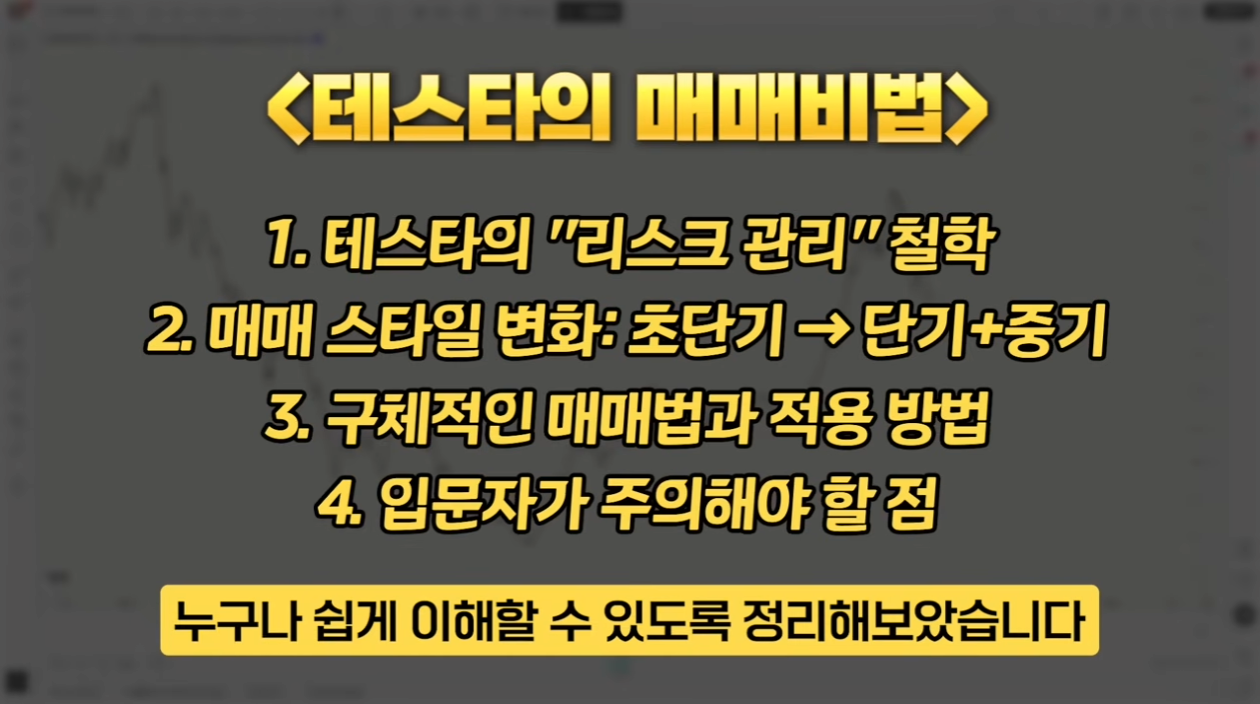 <테스타의 매매비법>
1. 테스타의 "리스크 관리" 철학
2. 매매 스타일 변화: 초단기 → 단기+중기
3. 구체적인 매매법과 적용 방법
4. 입문자가 주의해야 할 점
누구나 쉽게 이해할 수 있도록 정리해보았습니다